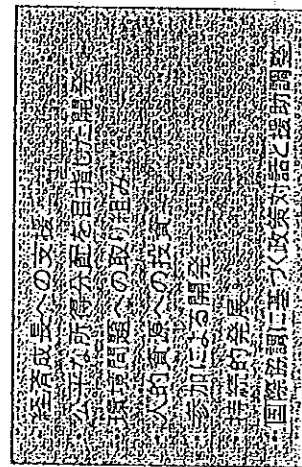 経済成長への支援
公平な所得分配を目指した開発
環境問題への取り組み
人的資源への投資
参加による開発
持続的発展
国際協調に基づく政策対話と援助調整